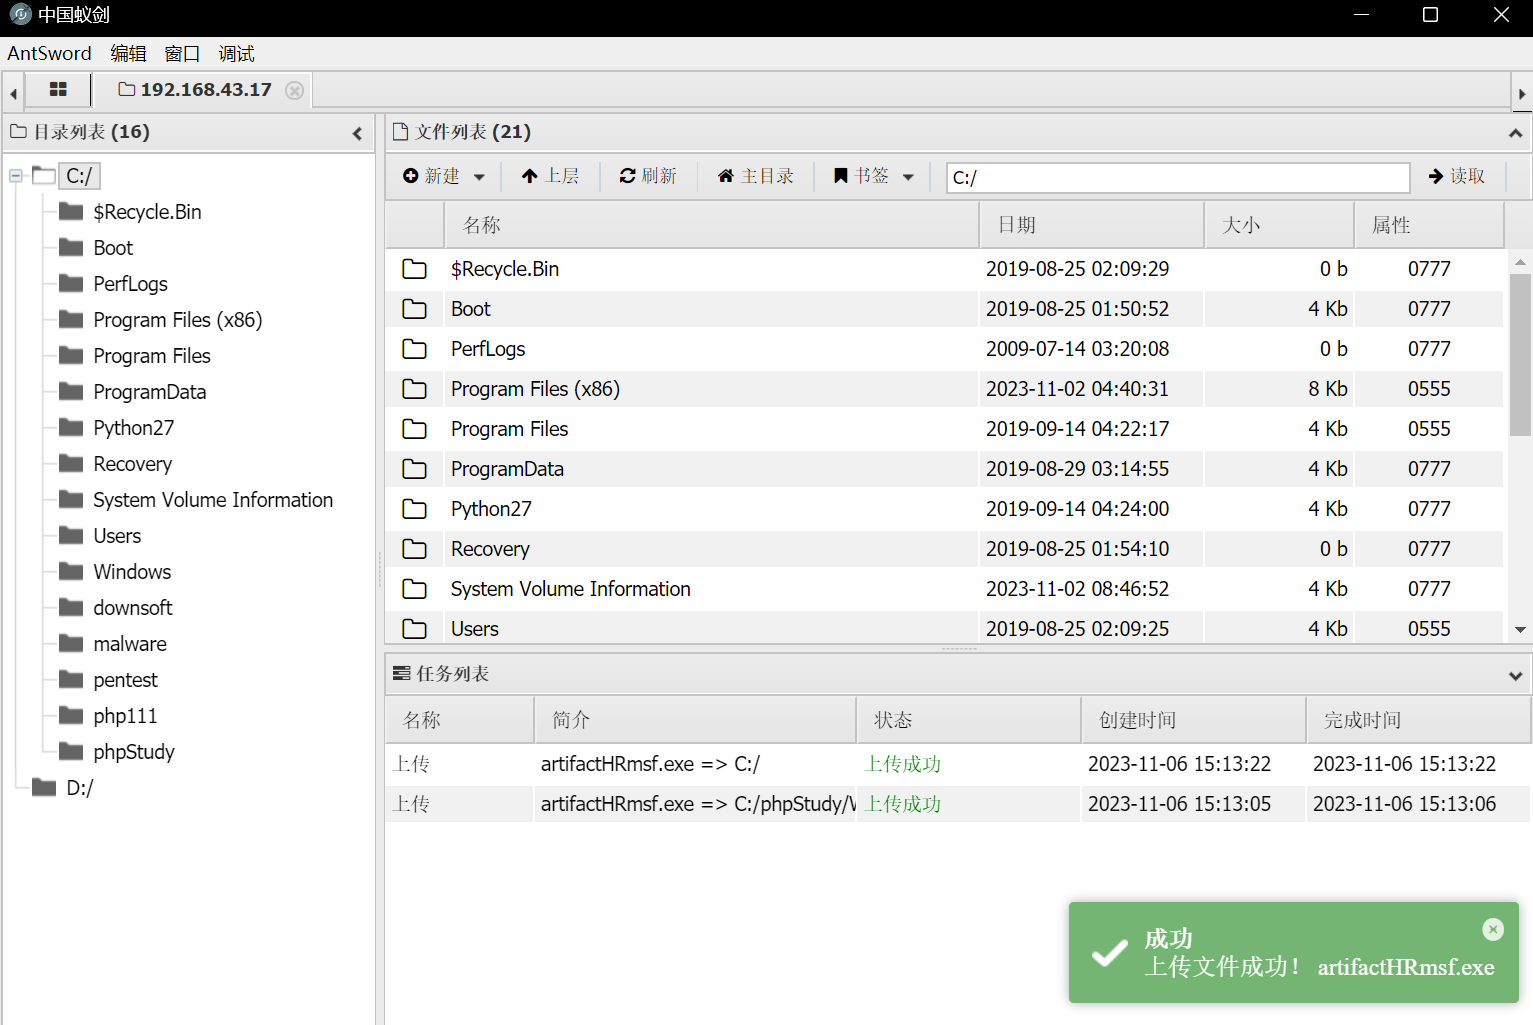 中国蚁剑
AntSword 编辑 窗口 调试
192.168.43.17
目录列表 (16)
C:/
$Recycle.Bin
Boot
PerfLogs
Program Files (x86)
Program Files
ProgramData
Python27
Recovery
System Volume Information
Users
Windows
downsoft
malware
pentest
php111
phpStudy
D:/
文件列表 (21)
新建 上层 刷新 主目录 书签 C:/ 读取
名称 日期 大小 属性
$Recycle.Bin 2019-08-25 02:09:29 0 b 0777
Boot 2019-08-25 01:50:52 4 Kb 0777
PerfLogs 2009-07-14 03:20:08 0 b 0777
Program Files (x86) 2023-11-02 04:40:31 8 Kb 0555
Program Files 2019-09-14 04:22:17 4 Kb 0555
ProgramData 2019-08-29 03:14:55 4 Kb 0777
Python27 2019-09-14 04:24:00 4 Kb 0777
Recovery 2019-08-25 01:54:10 0 b 0777
System Volume Information 2023-11-02 08:46:52 4 Kb 0777
Users 2019-08-25 02:09:25 4 Kb 0555
任务列表
名称 简介 状态 创建时间 完成时间
上传 artifactHRmsf.exe => C:/ 上传成功 2023-11-06 15:13:22 2023-11-06 15:13:22
上传 artifactHRmsf.exe => C:/phpStudy/ 上传成功 2023-11-06 15:13:05 2023-11-06 15:13:06
成功
上传文件成功！ artifactHRmsf.exe